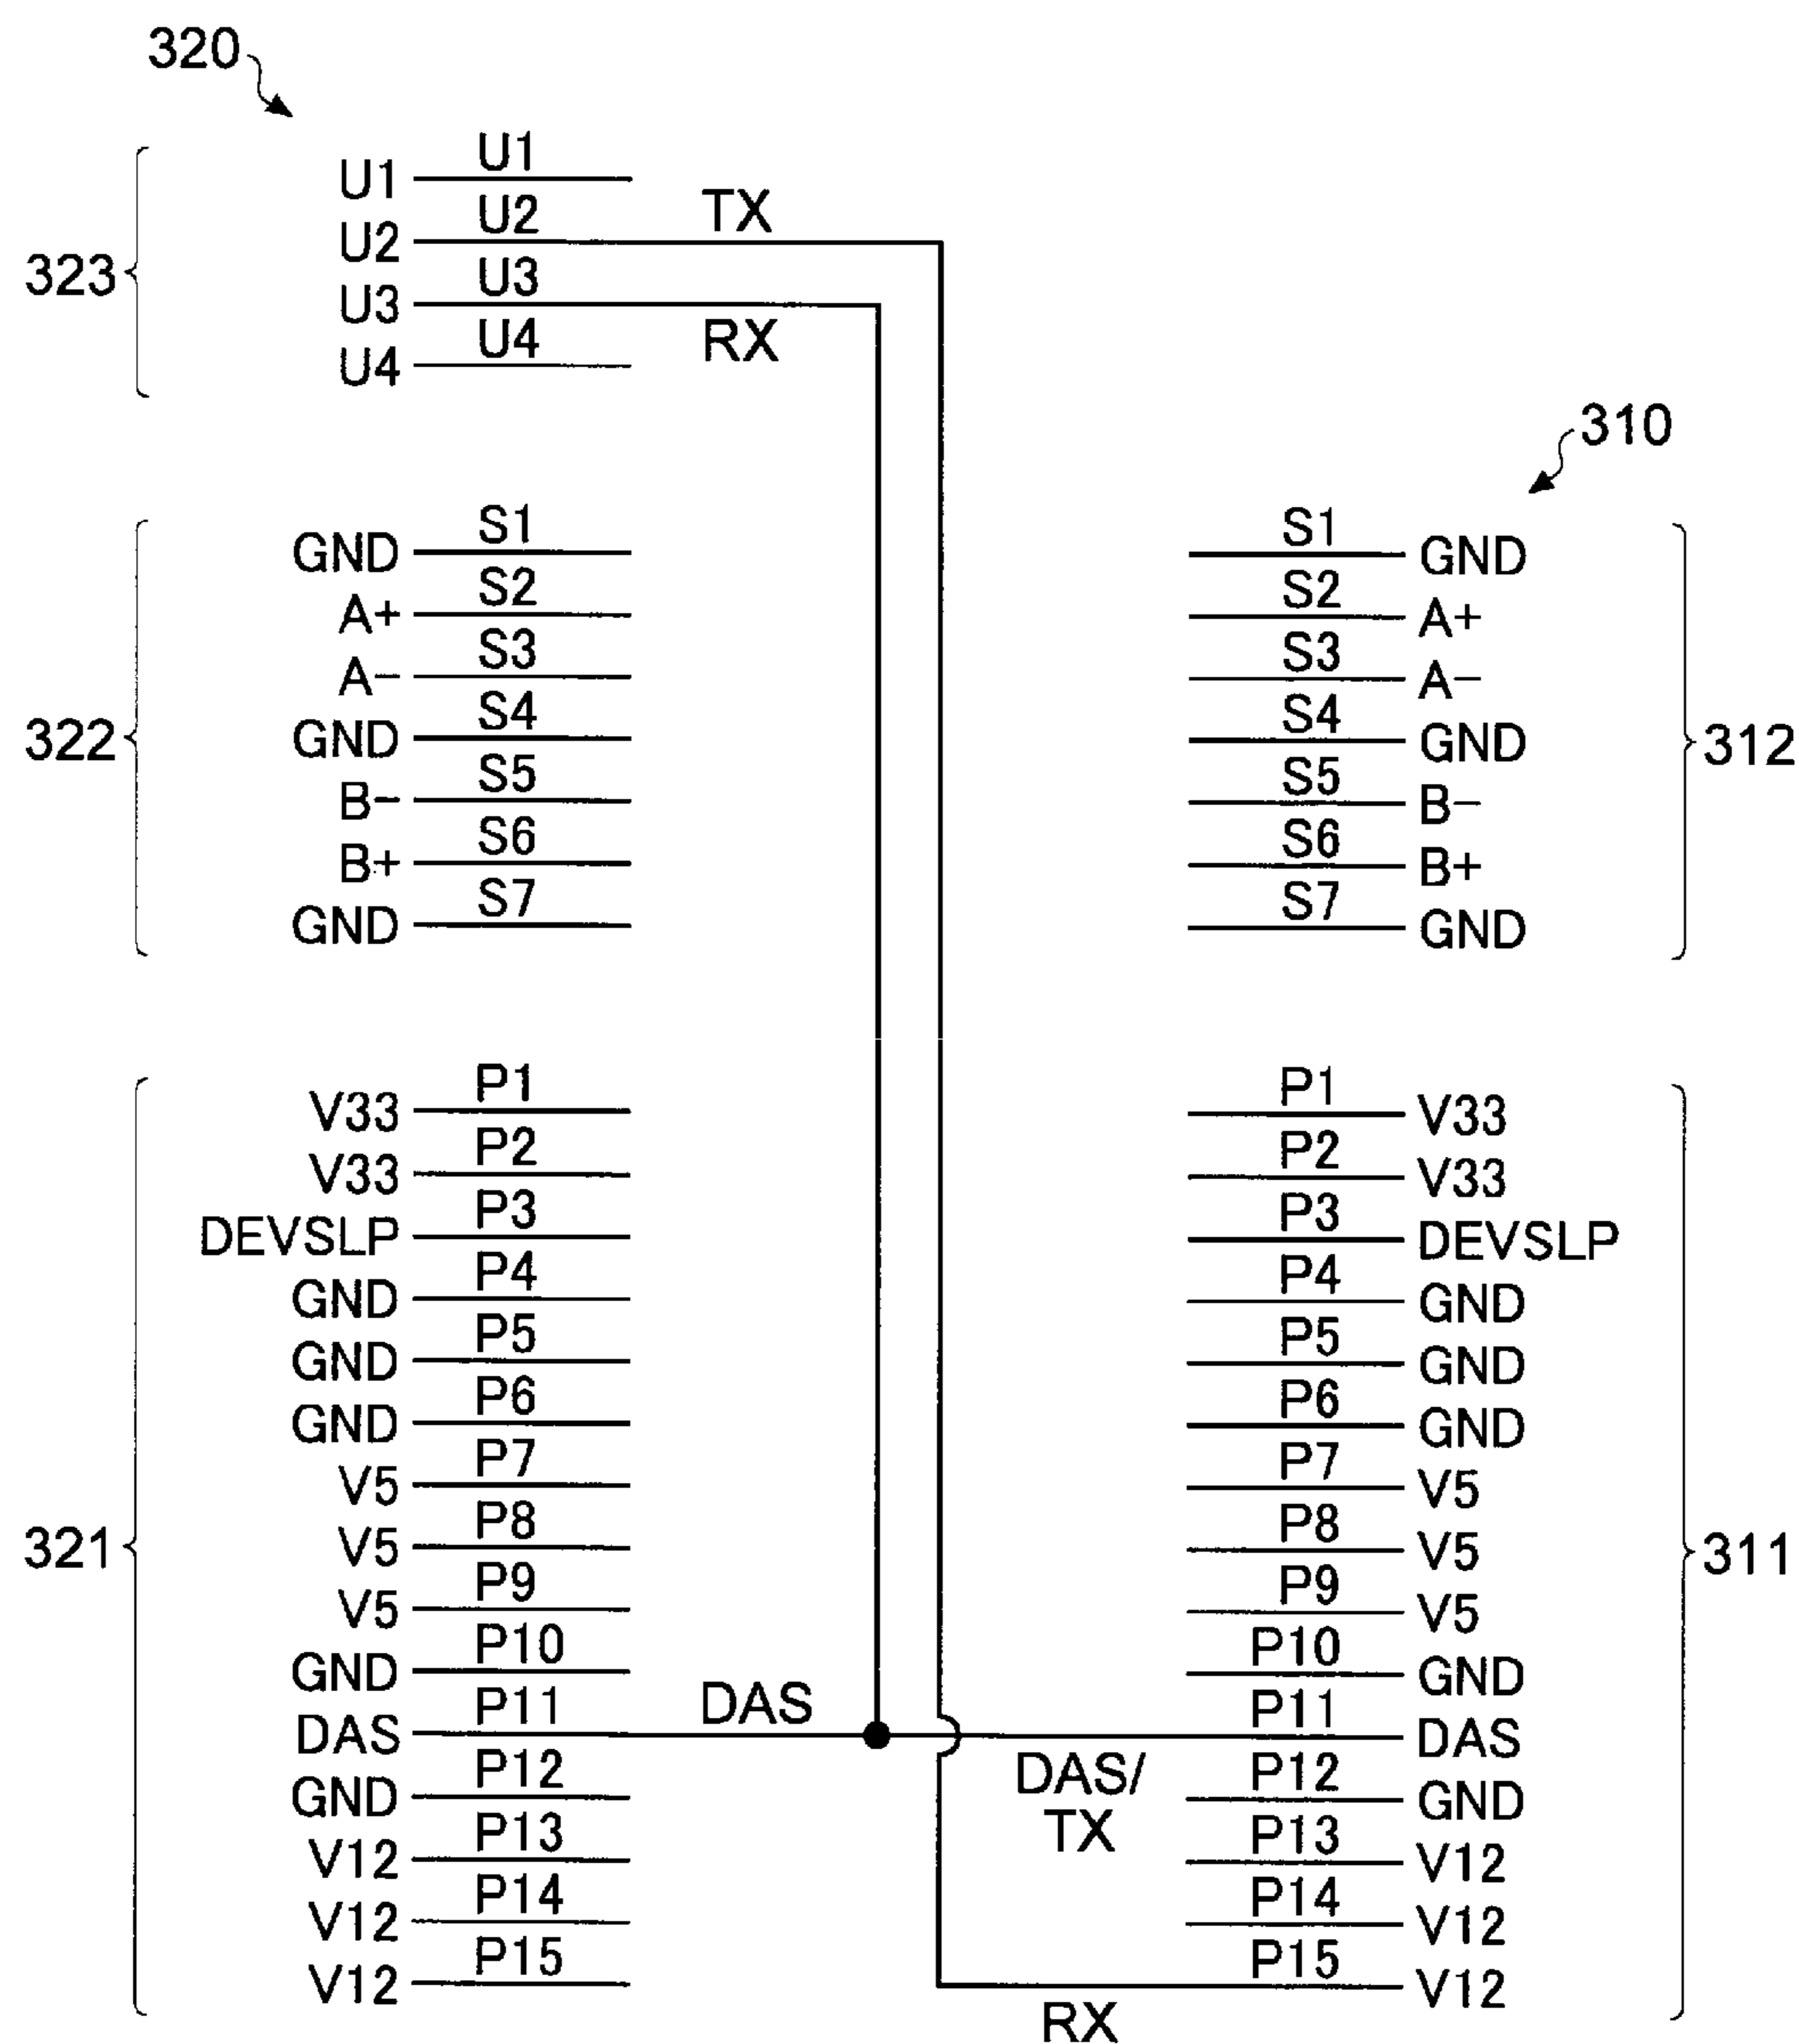 320
323
U1 U1
U2 U2 TX
U3 U3 RX
U4 U4
310
322
GND S1
A+ S2
A- S3
GND S4
B- S5
B+ S6
GND S7
S1 GND
S2 A+
S3 A-
S4 GND
S5 B-
S6 B+
S7 GND
312
321
V33 P1
V33 P2
DEVSLP P3
GND P4
GND P5
GND P6
V5 P7
V5 P8
V5 P9
GND P10
DAS P11 DAS
GND P12
V12 P13
V12 P14
V12 P15
P1 V33
P2 V33
P3 DEVSLP
P4 GND
P5 GND
P6 GND
P7 V5
P8 V5
P9 V5
P10 GND
P11 DAS
DAS/
TX
P12 GND
P13 V12
P14 V12
P15 V12
RX
311